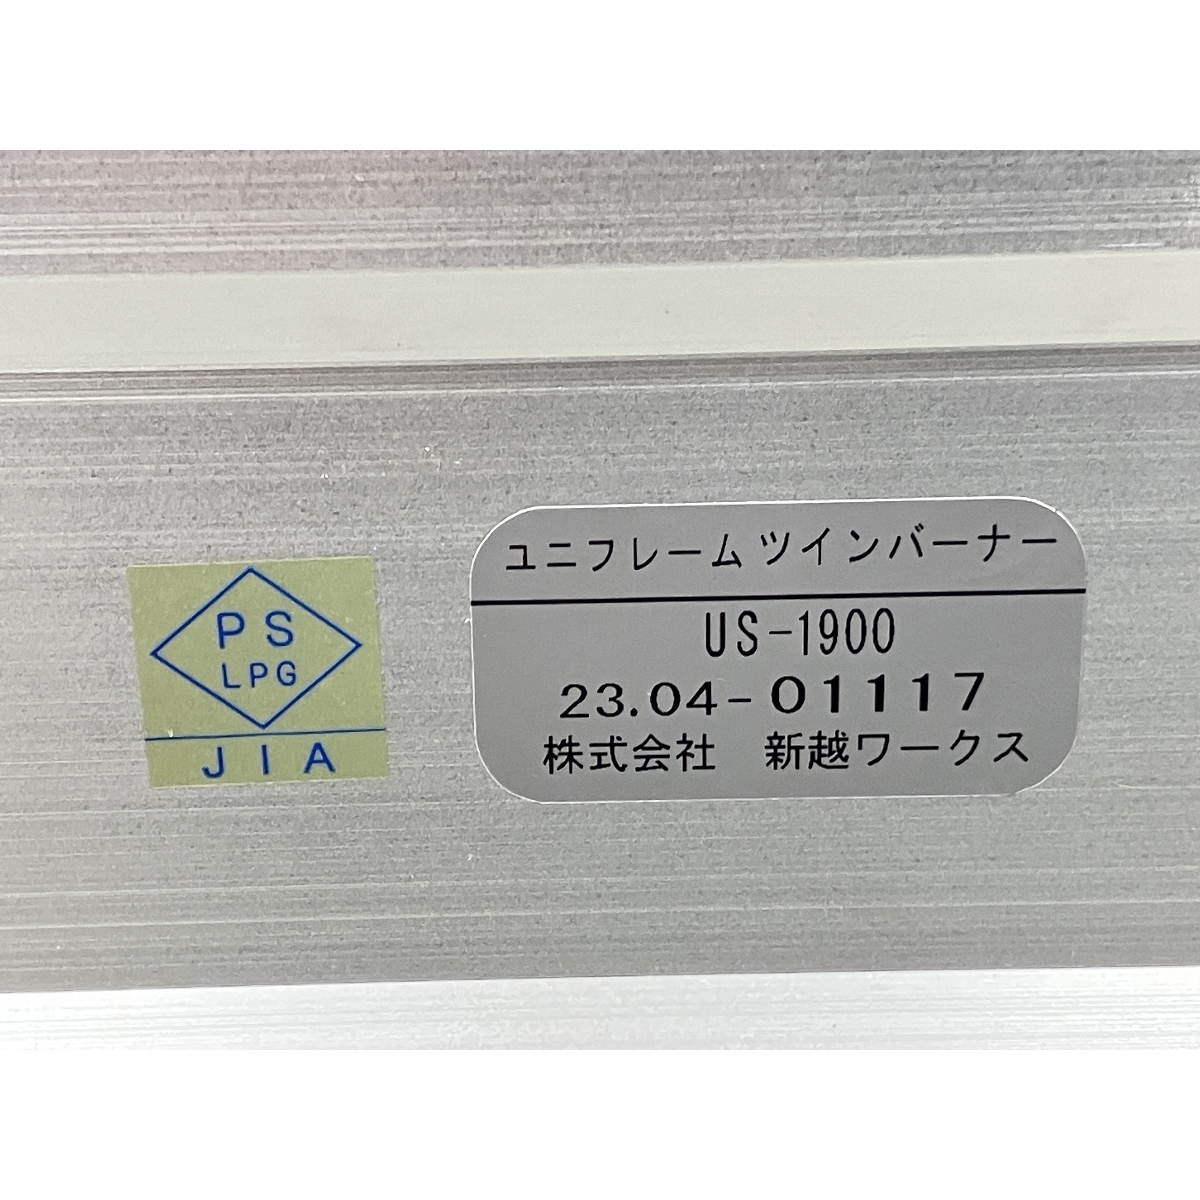 PS
LPG
JIA
ユニフレームツインバーナー
US-1900
23.04-01117
株式会社　新越ワークス